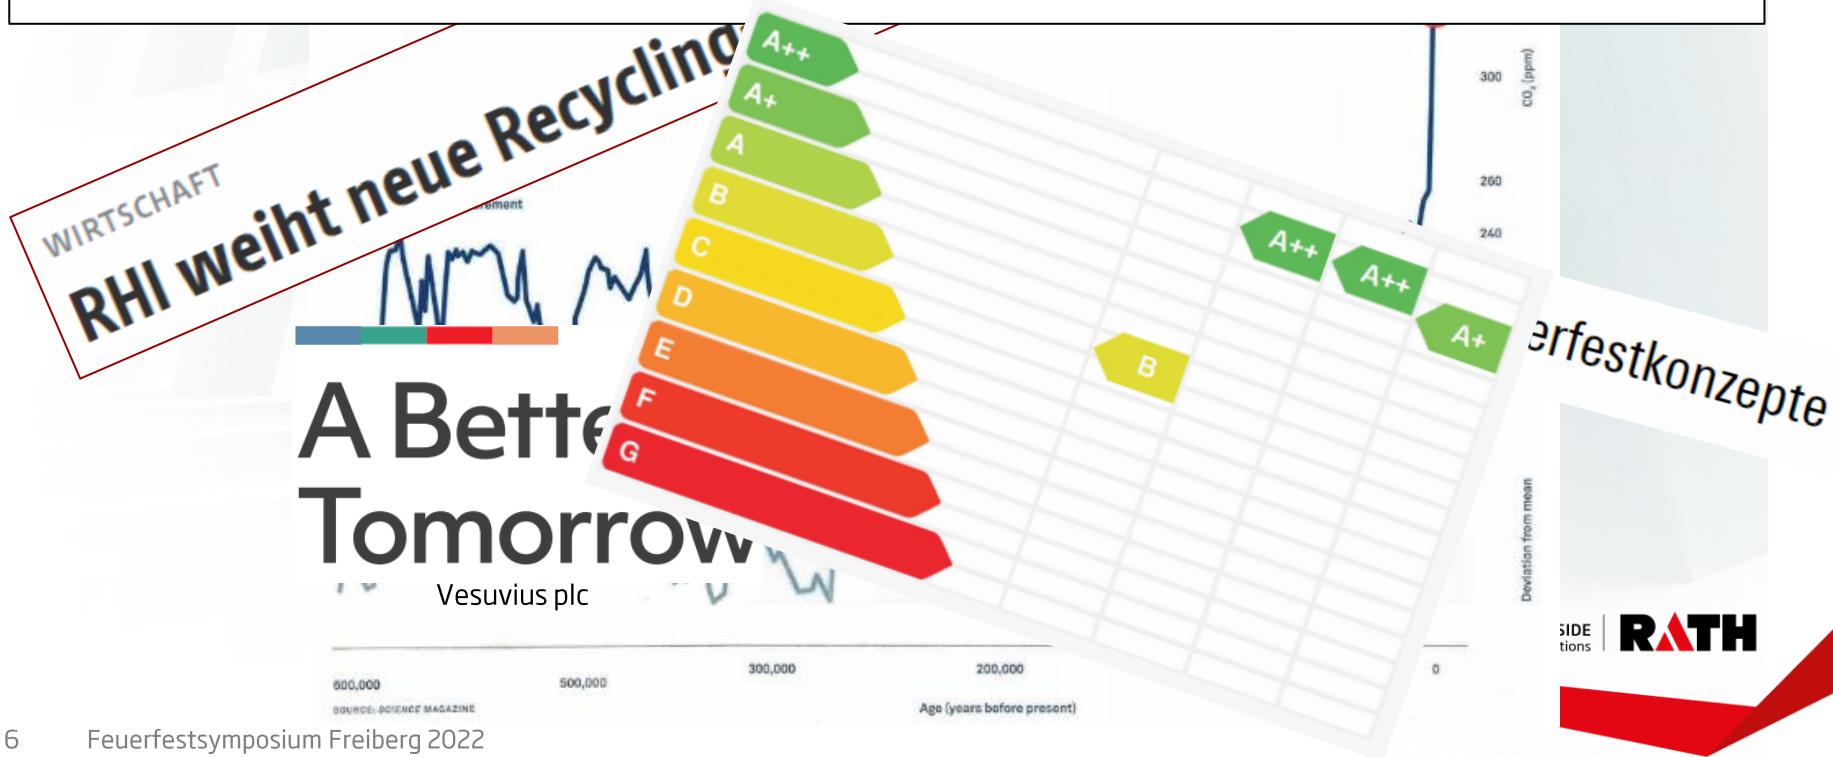 WIRTSCHAFT
RHI weiht neue Recycling
A++
A+
A
B
C
D
E
F
G
B
A++
A++
A+
300
260
240
CO₂ (ppm)
erfestkonzepte
A Bette
Tomorrow
Vesuvius plc
Deviation from mean
SIDE
tions
RATH
600,000
500,000
300,000
200,000
0
SOURCE: SCIENCE MAGAZINE
Age (years before present)
6 Feuerfestsymposium Freiberg 2022